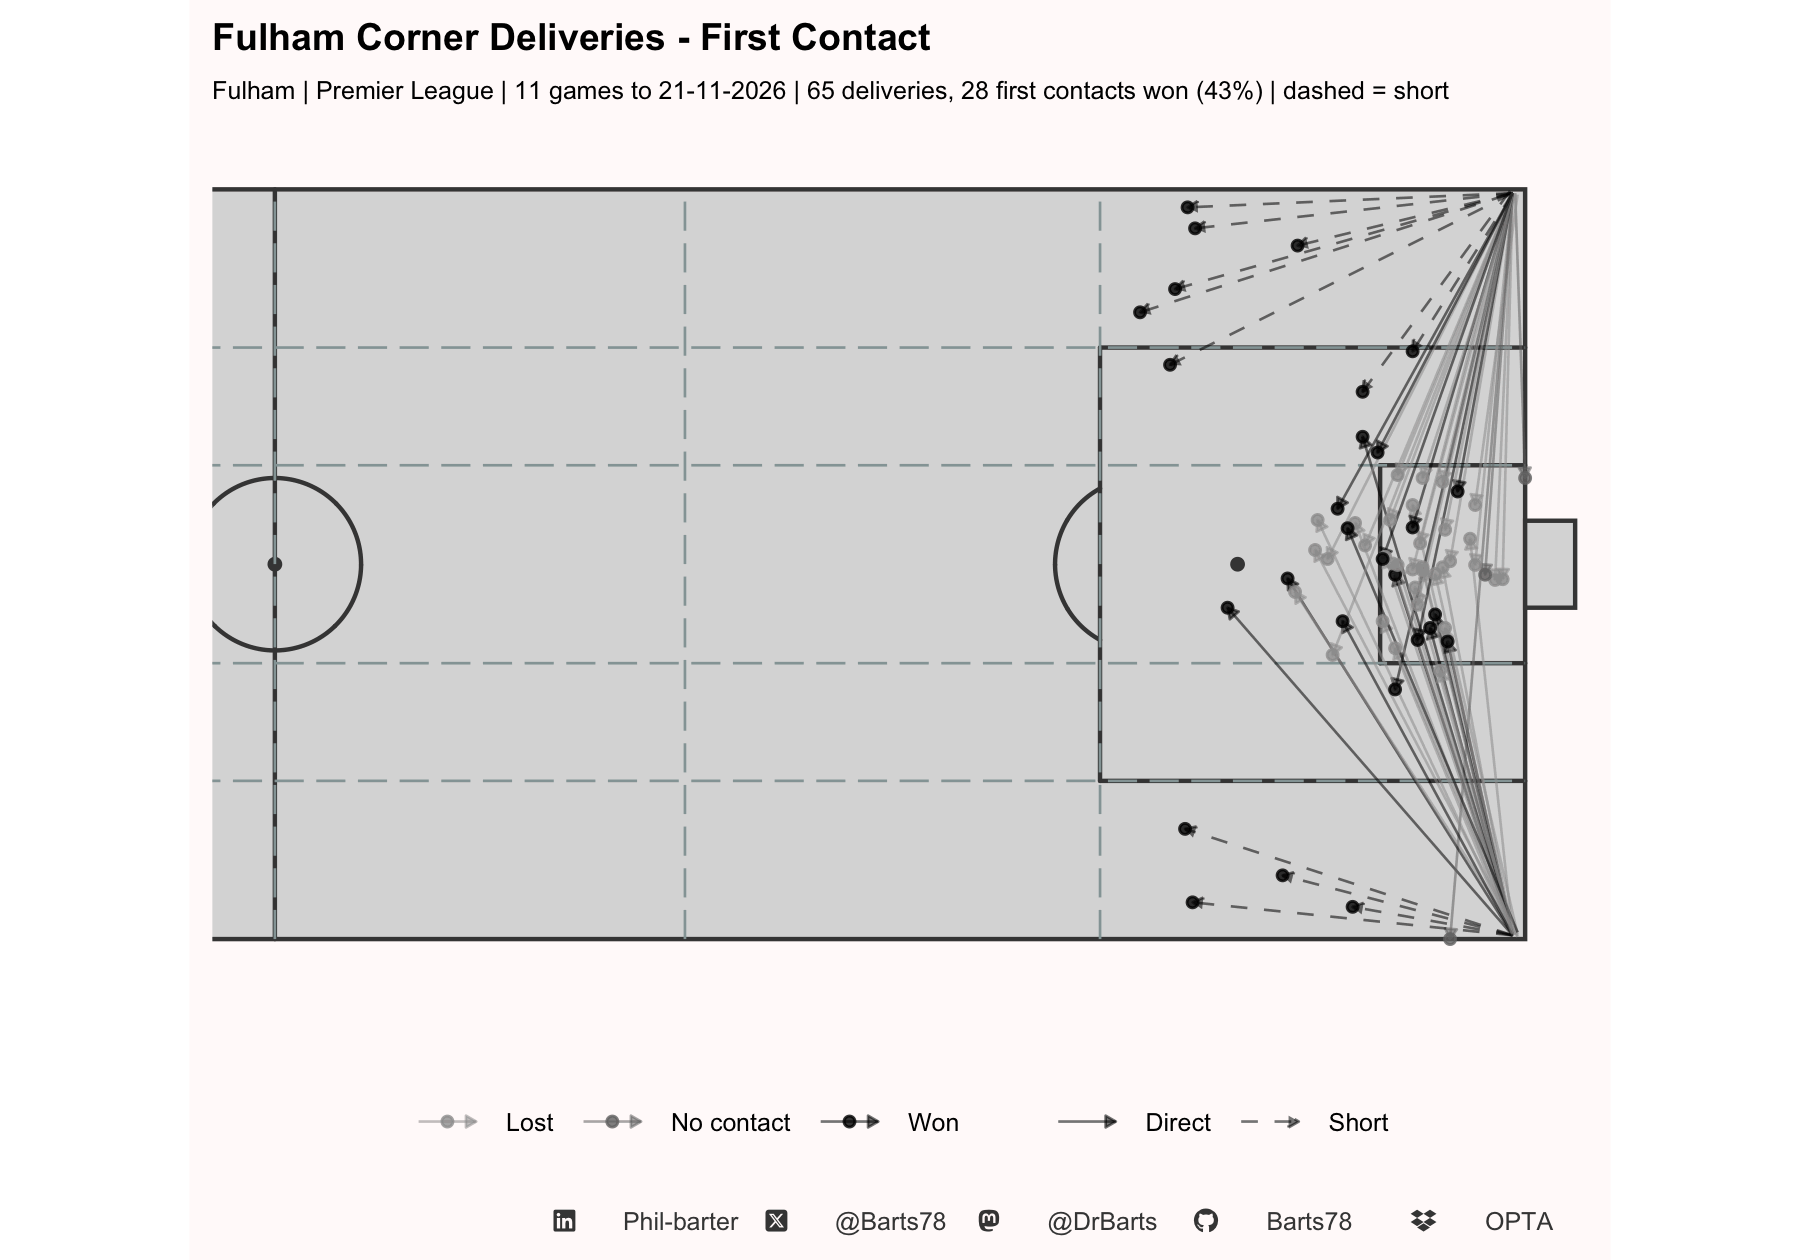 Fulham Corner Deliveries - First Contact
Fulham | Premier League | 11 games to 21-11-2026 | 65 deliveries, 28 first contacts won (43%) | dashed = short
Lost No contact Won Direct Short
Phil-barter @Barts78 @DrBarts Barts78 OPTA